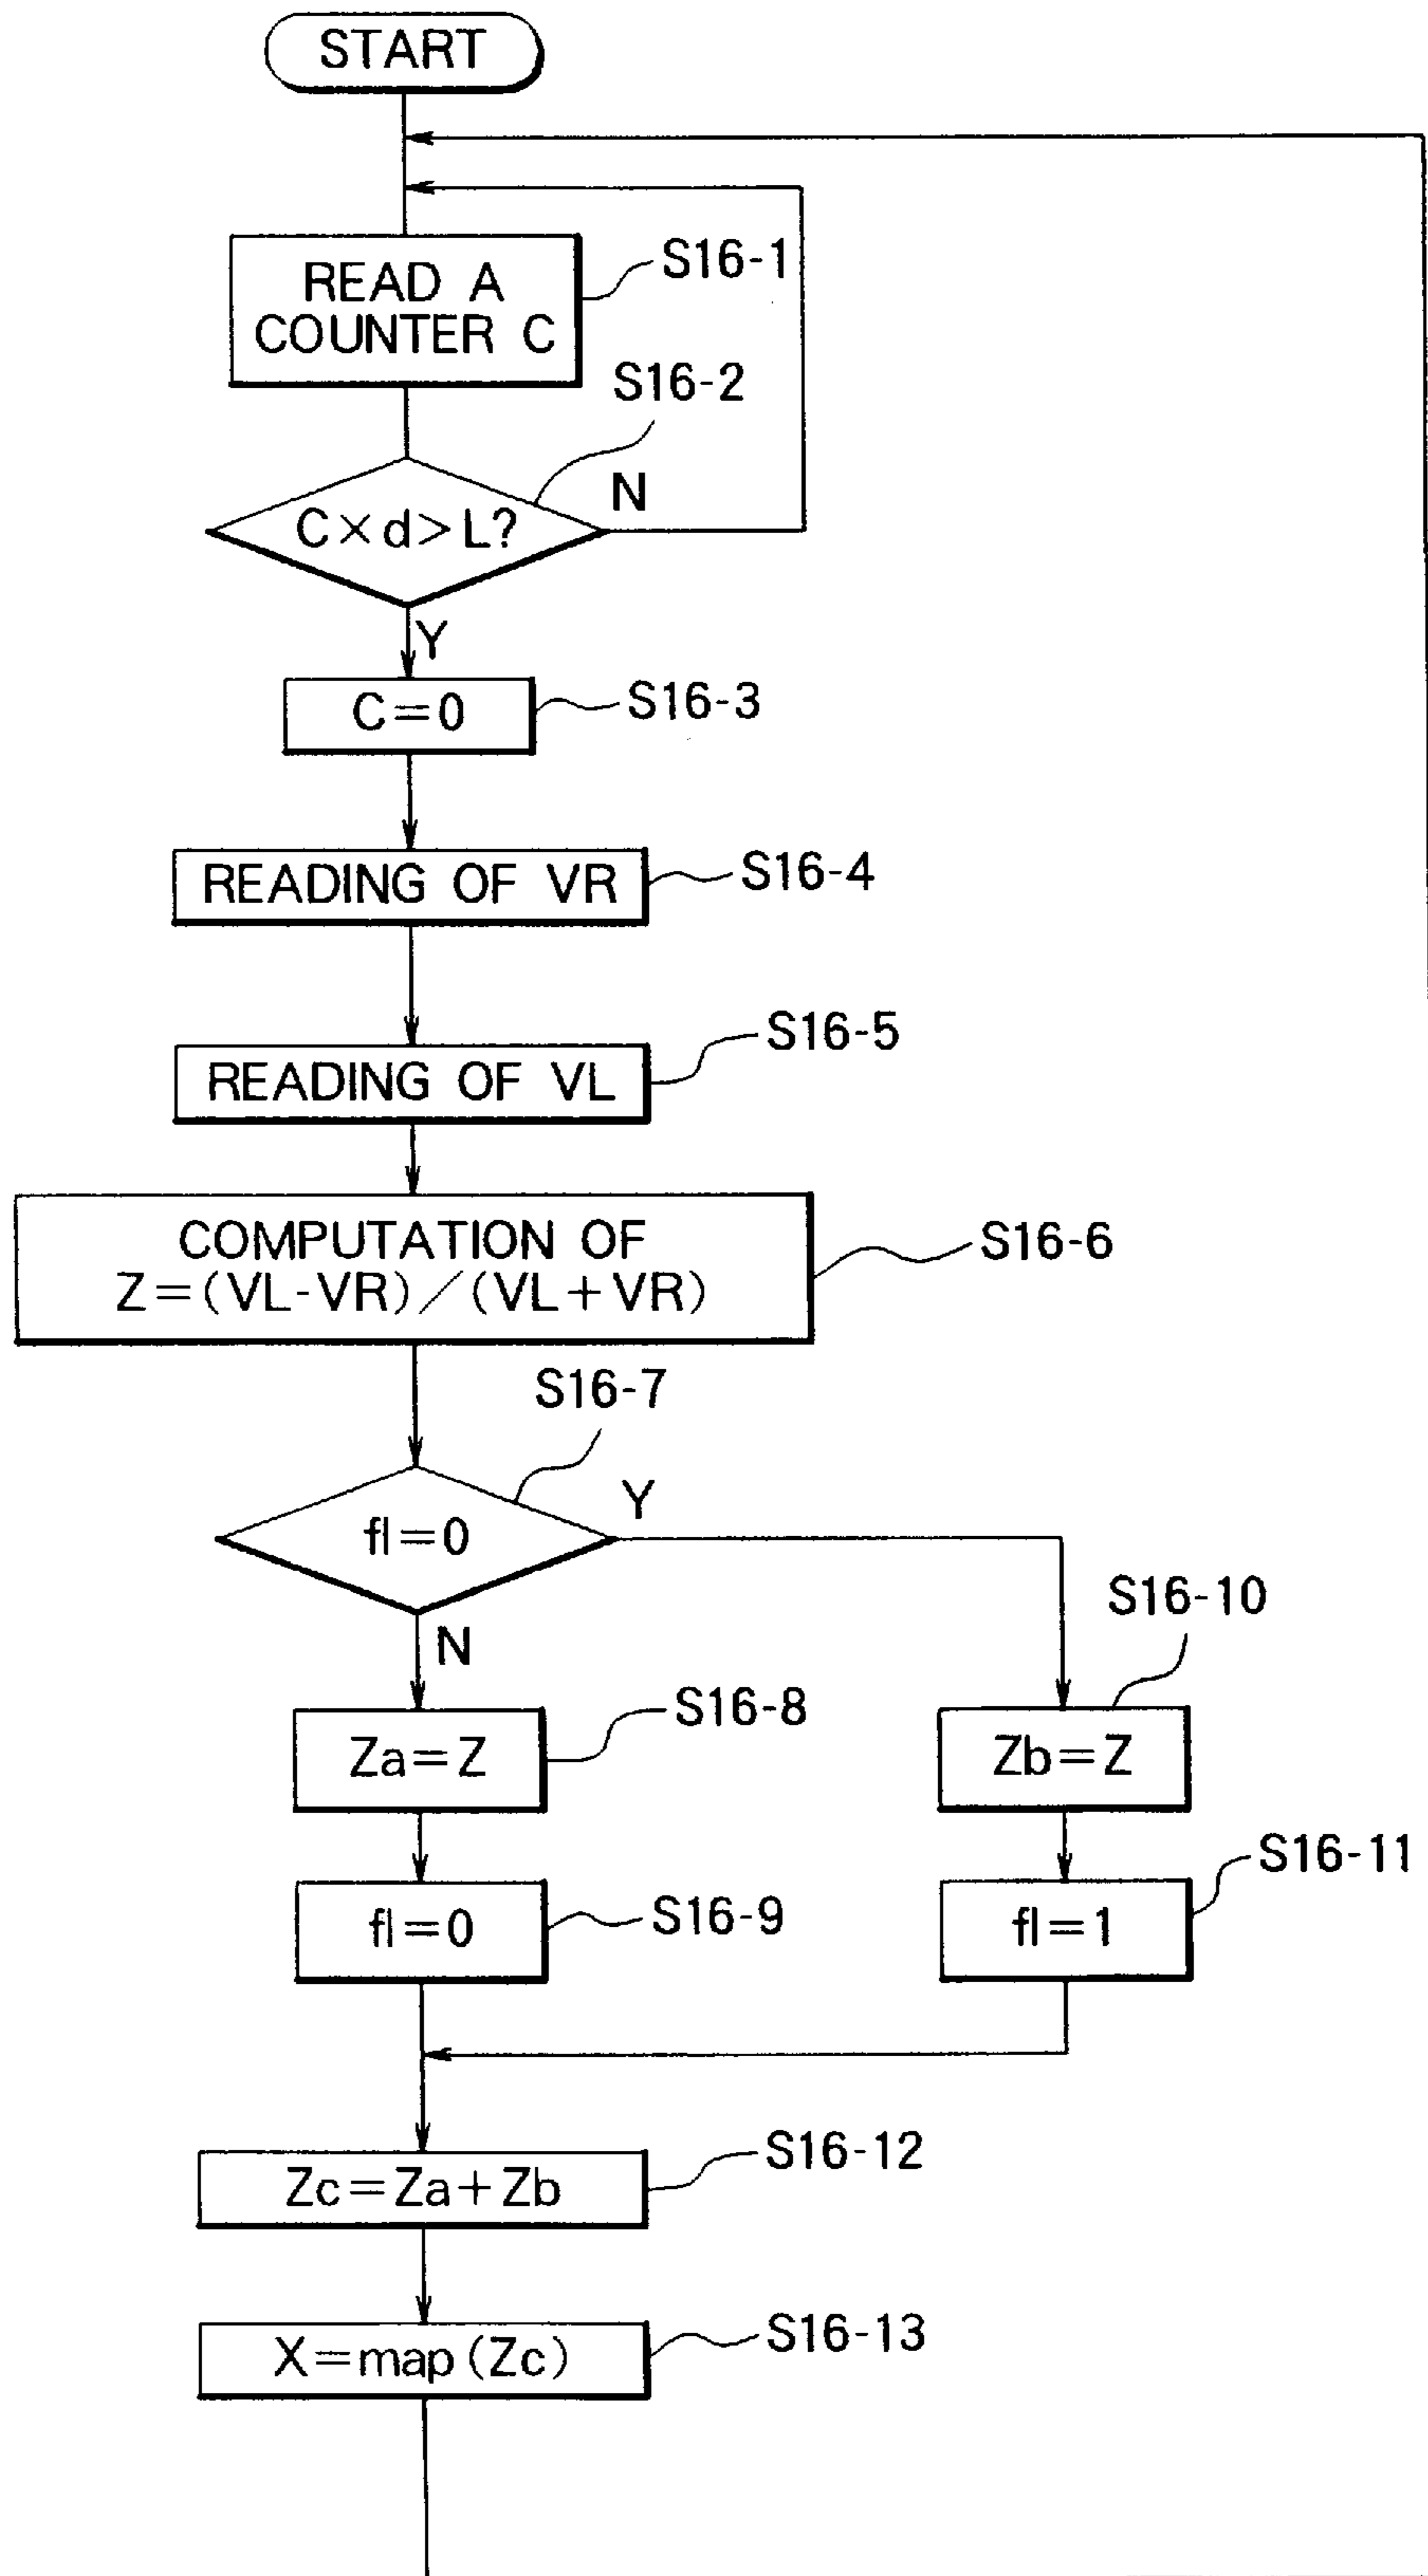 START
READ A
COUNTER C
S16-1
S16-2
C×d>L?
N
Y
C=0
S16-3
READING OF VR
S16-4
READING OF VL
S16-5
COMPUTATION OF
Z=(VL-VR)/(VL+VR)
S16-6
S16-7
fl=0
Y
N
S16-10
Za=Z
S16-8
Zb=Z
fl=0
S16-9
fl=1
S16-11
Zc=Za+Zb
S16-12
X=map(Zc)
S16-13